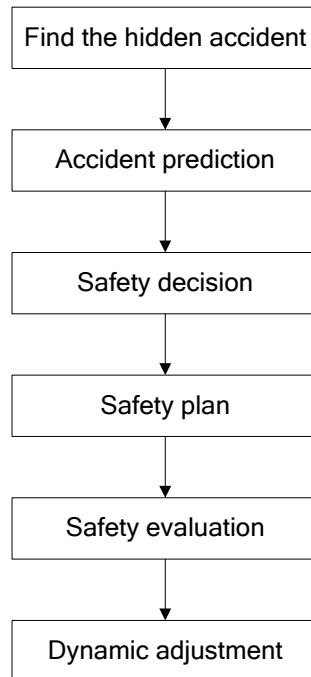 Find the hidden accident
Accident prediction
Safety decision
Safety plan
Safety evaluation
Dynamic adjustment